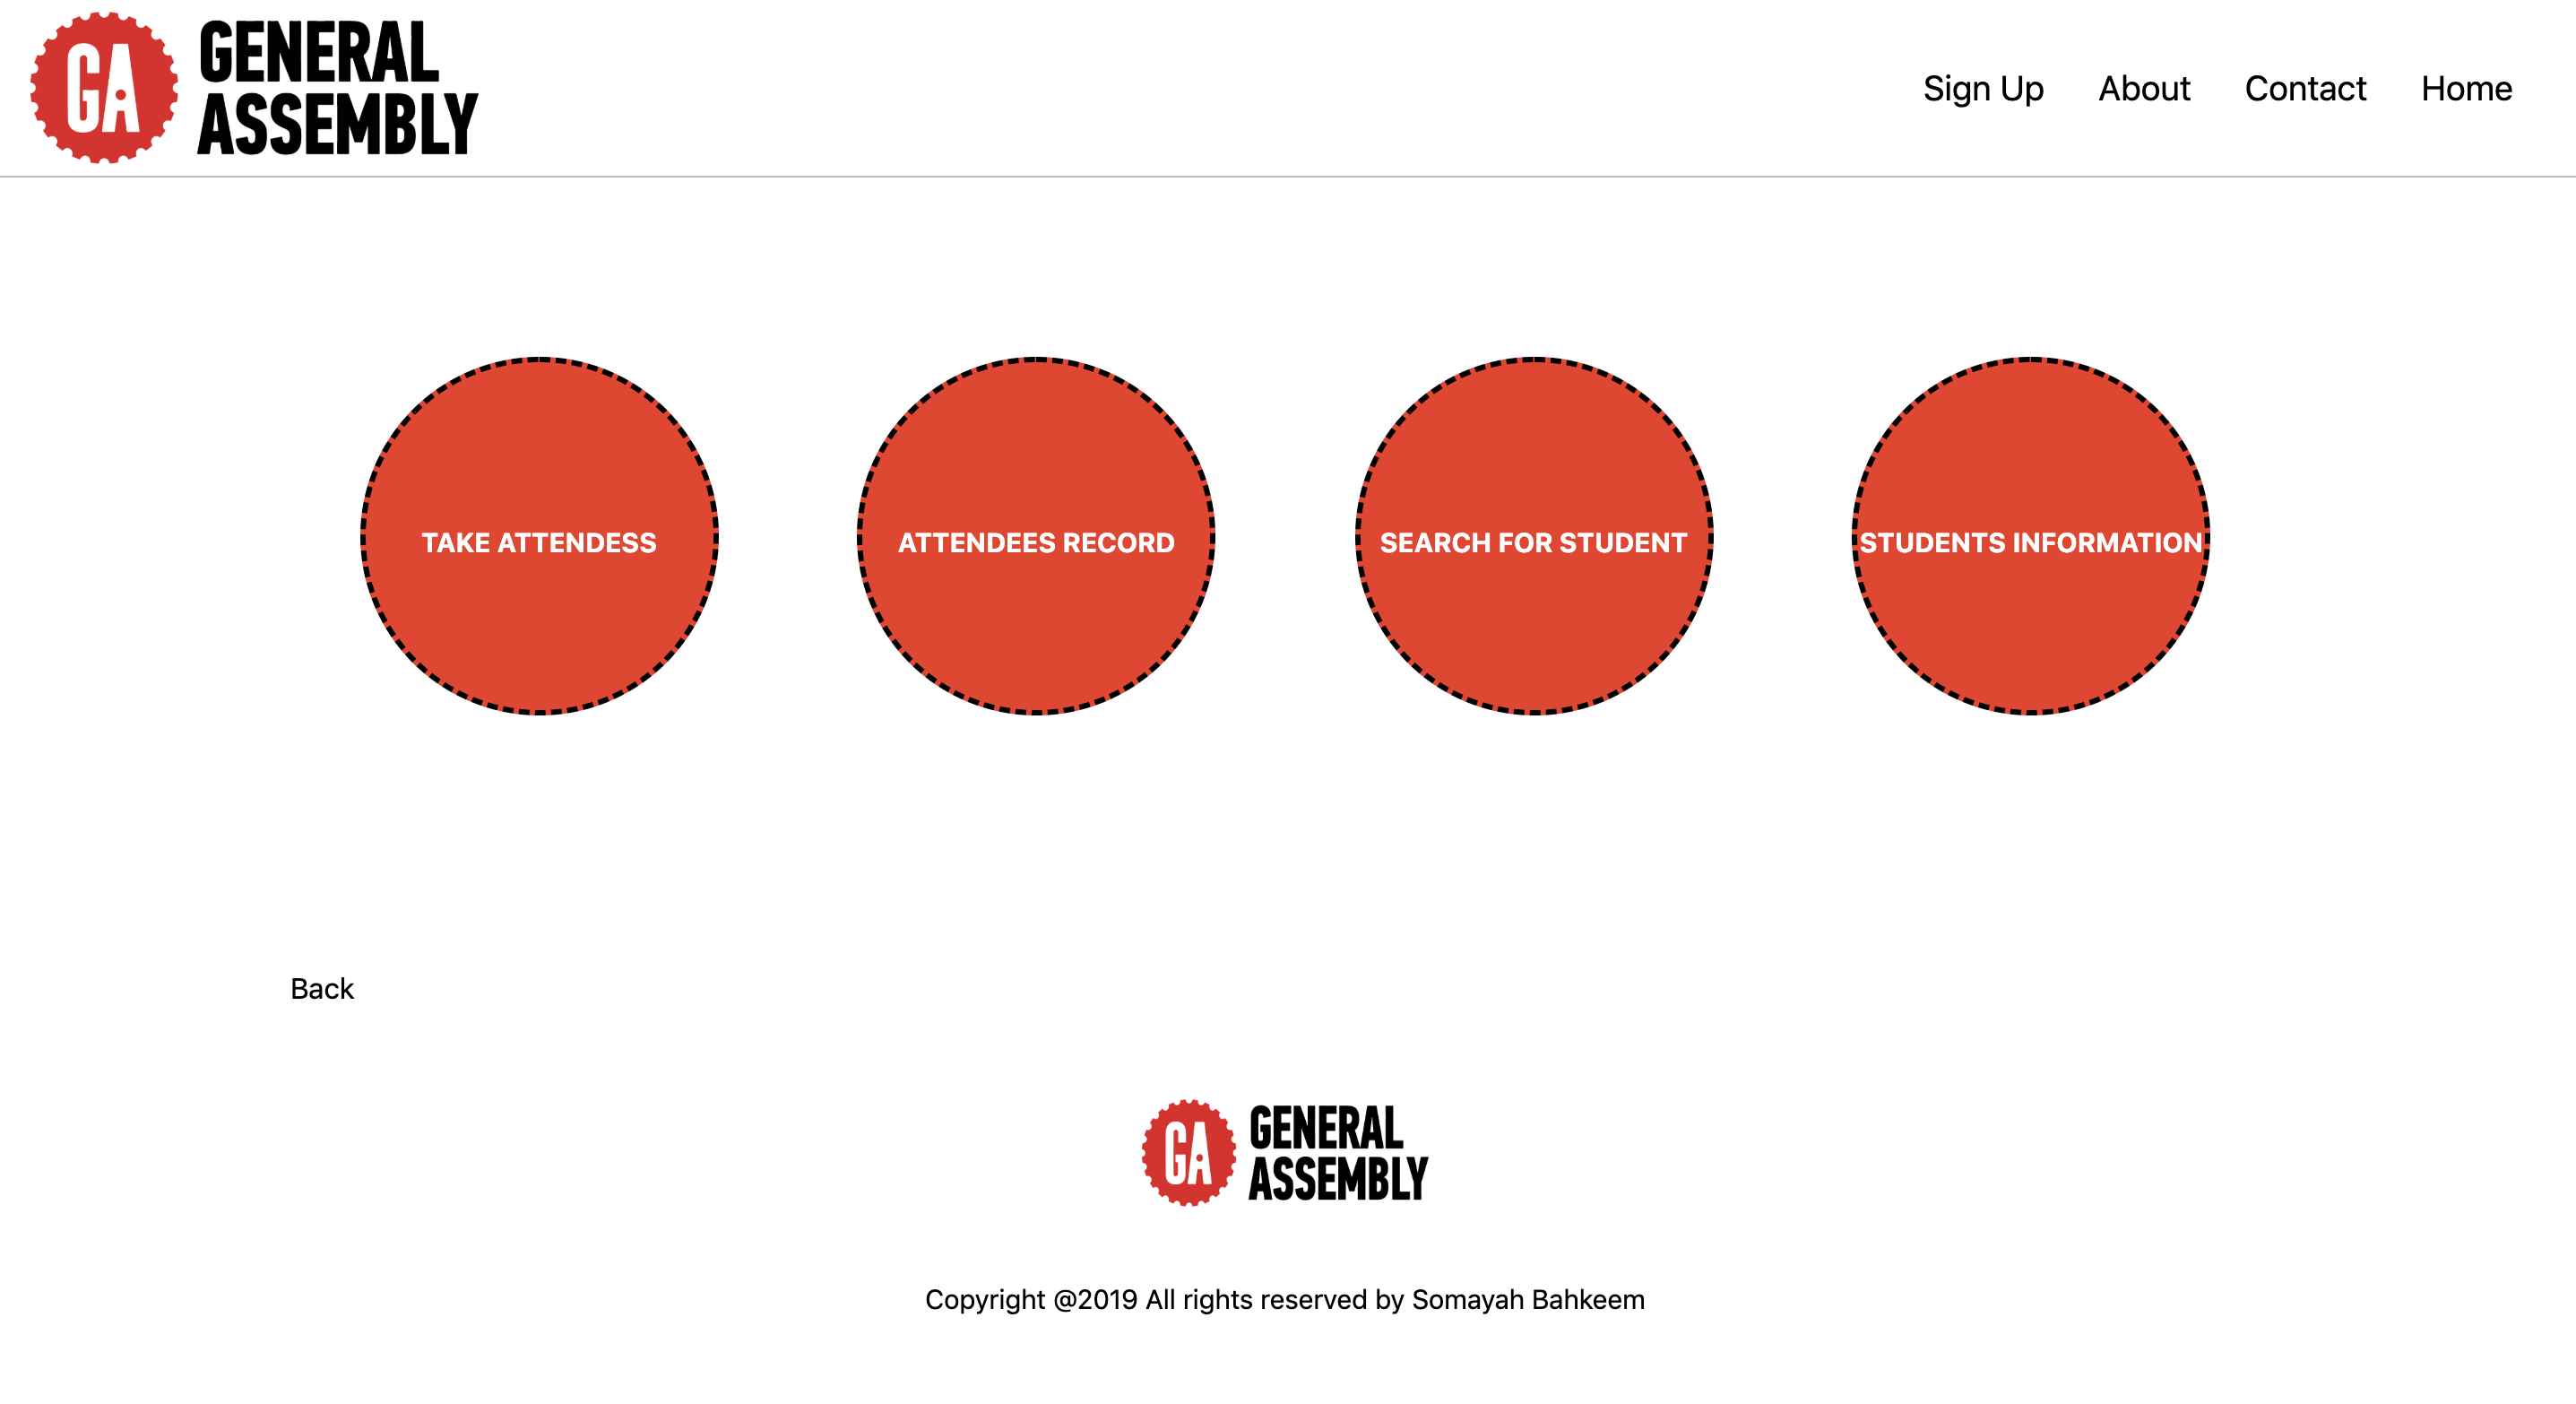 GA GENERAL
ASSEMBLY
Sign Up About Contact Home
TAKE ATTENDESS
ATTENDEES RECORD
SEARCH FOR STUDENT
STUDENTS INFORMATION
Back
GA GENERAL
ASSEMBLY
Copyright @2019 All rights reserved by Somayah Bahkeem